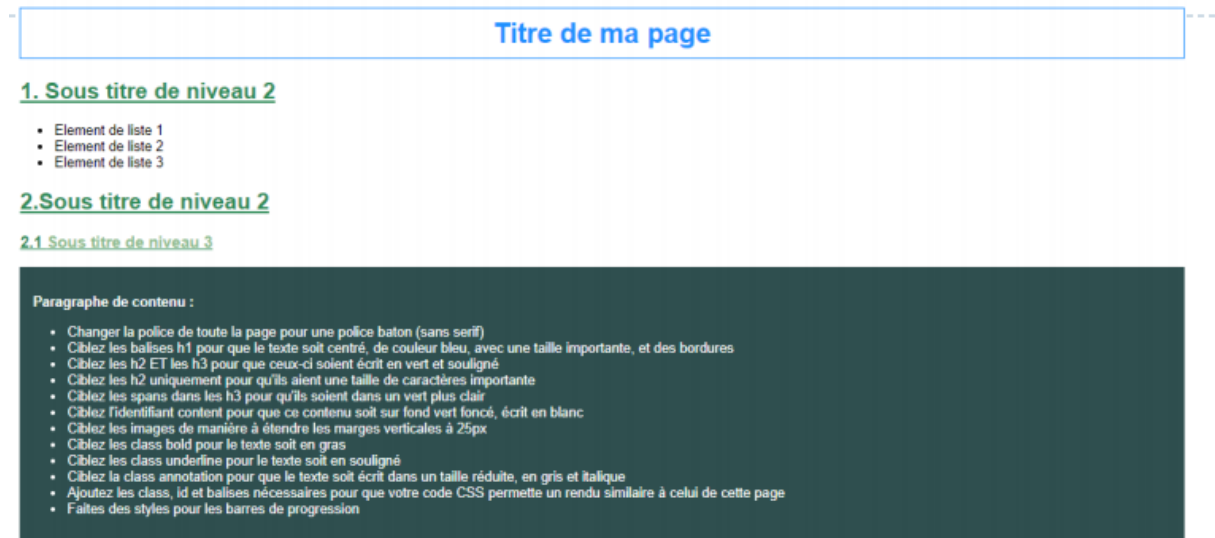 Titre de ma page
1. Sous titre de niveau 2
• Element de liste 1
• Element de liste 2
• Element de liste 3
2.Sous titre de niveau 2
2.1 Sous titre de niveau 3
Paragraphe de contenu :
• Changer la police de toute la page pour une police baton (sans serif)
• Ciblez les balises h1 pour que le texte soit centré, de couleur bleu, avec une taille importante, et des bordures
• Ciblez les h2 ET les h3 pour que ceux-ci soient écrit en vert et souligné
• Ciblez les h2 uniquement pour qu'ils aient une taille de caractères importante
• Ciblez les spans dans les h3 pour qu'ils soient dans un vert plus clair
• Ciblez l'identifiant content pour que ce contenu soit sur fond vert foncé, écrit en blanc
• Ciblez les images de manière à étendre les marges verticales à 25px
• Ciblez les class bold pour le texte soit en gras
• Ciblez les class underline pour le texte soit en souligné
• Ciblez la class annotation pour que le texte soit écrit dans un taille réduite, en gris et italique
• Ajoutez les class, id et balises nécessaires pour que votre code CSS permette un rendu similaire à celui de cette page
• Faites des styles pour les barres de progression